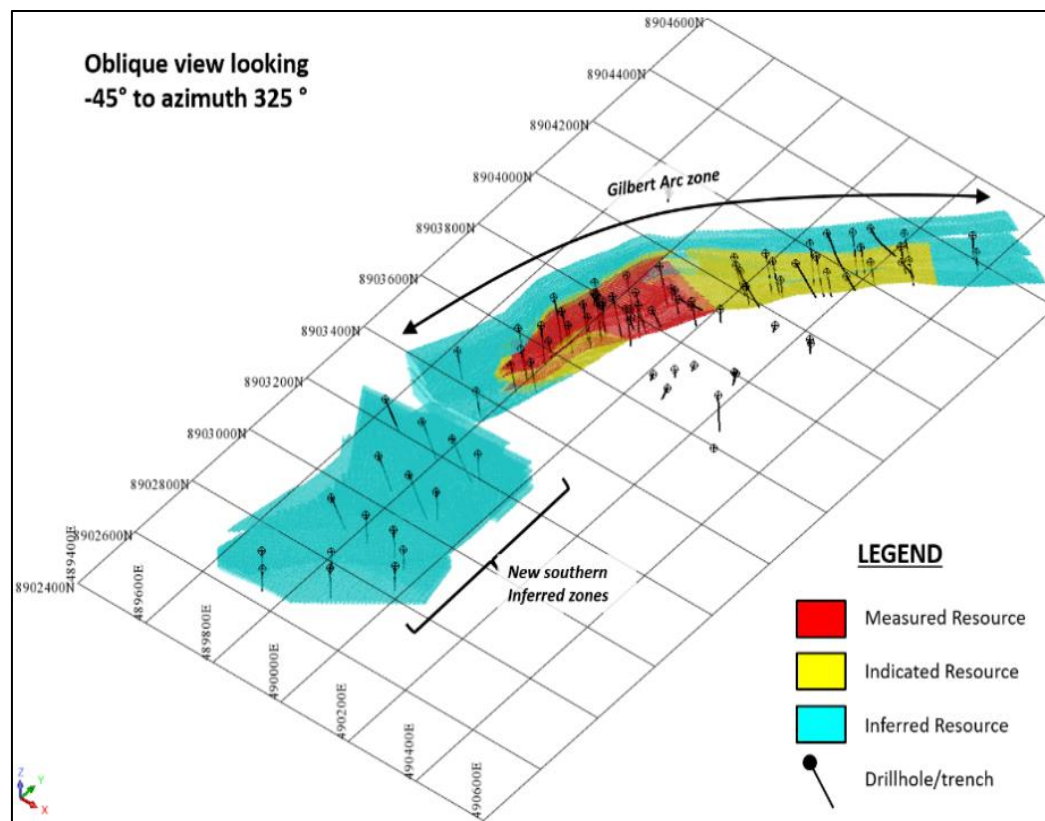 Oblique view looking
-45° to azimuth 325 °
8904600N
8904400N
8904200N
8904000N
8903800N
8903600N
8903400N
8903200N
8903000N
8902800N
8902600N
8902400N
Gilbert Arc zone
New southern
Inferred zones
489400E
489600E
489800E
490000E
490200E
490400E
490600E
LEGEND
Measured Resource
Indicated Resource
Inferred Resource
Drillhole/trench
Z
Y
X